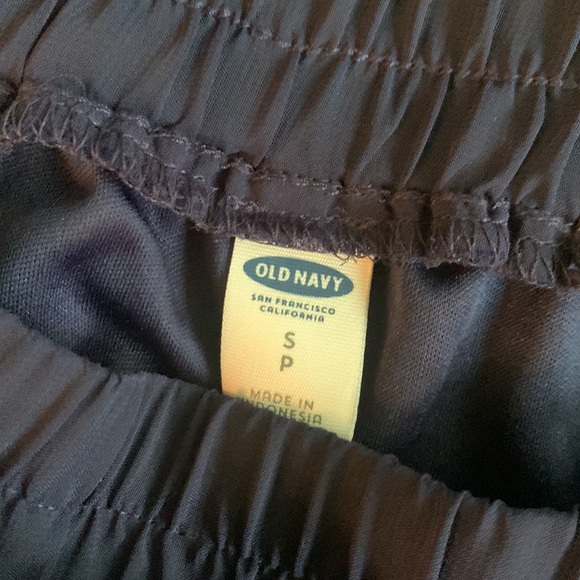 OLD NAVY
SAN FRANCISCO
CALIFORNIA
S
P
MADE IN
INDONESIA